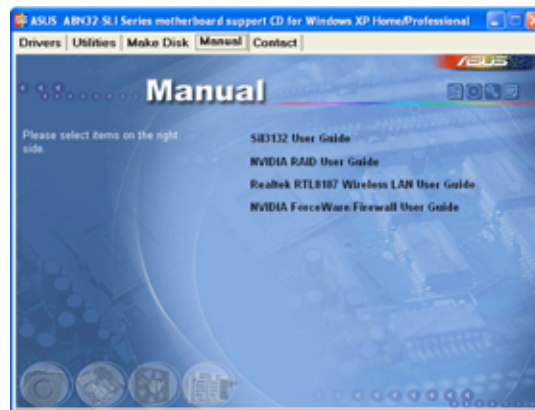 ASUS A8N32-SLI Series motherboard support CD for Windows XP Home/Professional
Drivers Utilities Make Disk Manual Contact
ASUS
Manual
Please select items on the right
side.
Sil3132 User Guide
NVIDIA RAID User Guide
Realtek RTL8187 Wireless LAN User Guide
NVIDIA ForceWare Firewall User Guide